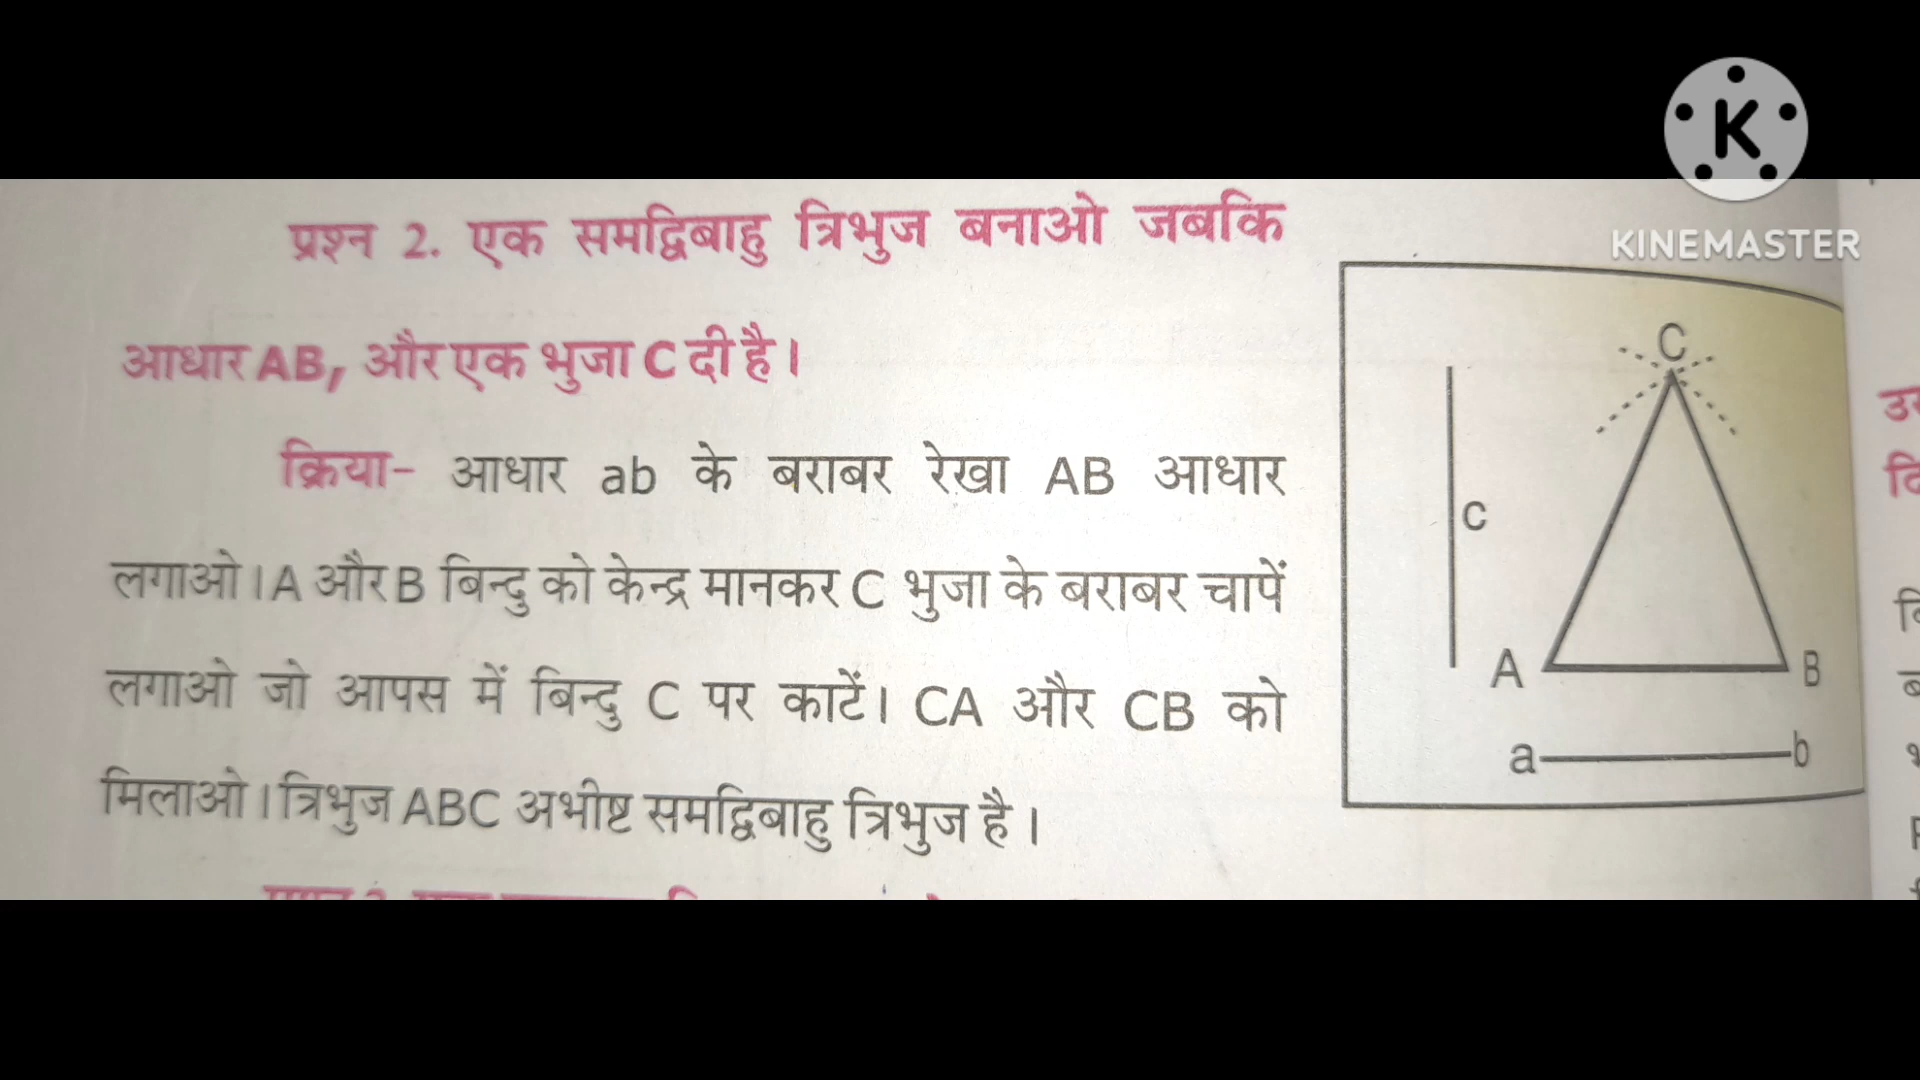 K
KINEMASTER
प्रश्न 2. एक समद्विबाहु त्रिभुज बनाओ जबकि
आधार AB, और एक भुजा C दी है।
क्रिया- आधार ab के बराबर रेखा AB आधार
लगाओ। A और B बिन्दु को केन्द्र मानकर C भुजा के बराबर चापें
लगाओ जो आपस में बिन्दु C पर काटें। CA और CB को
मिलाओ। त्रिभुज ABC अभीष्ट समद्विबाहु त्रिभुज है।
C
c
A B
a b